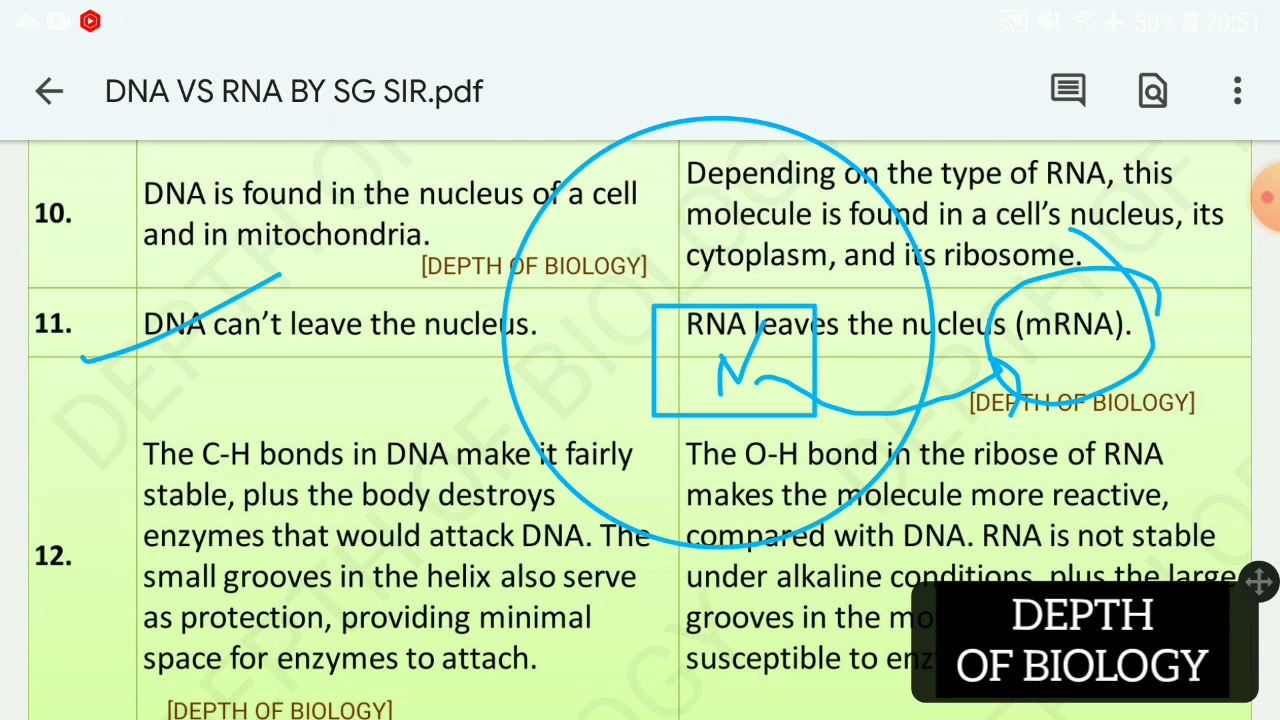 50% 20:51
DNA VS RNA BY SG SIR.pdf
10.
DNA is found in the nucleus of a cell
and in mitochondria.
[DEPTH OF BIOLOGY]
Depending on the type of RNA, this
molecule is found in a cell's nucleus, its
cytoplasm, and its ribosome.
11.
DNA can't leave the nucleus.
RNA leaves the nucleus (mRNA).
N
[DEPTH OF BIOLOGY]
12.
The C-H bonds in DNA make it fairly
stable, plus the body destroys
enzymes that would attack DNA. The
small grooves in the helix also serve
as protection, providing minimal
space for enzymes to attach.
[DEPTH OF BIOLOGY]
The O-H bond in the ribose of RNA
makes the molecule more reactive,
compared with DNA. RNA is not stable
under alkaline conditions, plus the large
grooves in the
susceptible to
DEPTH
OF BIOLOGY